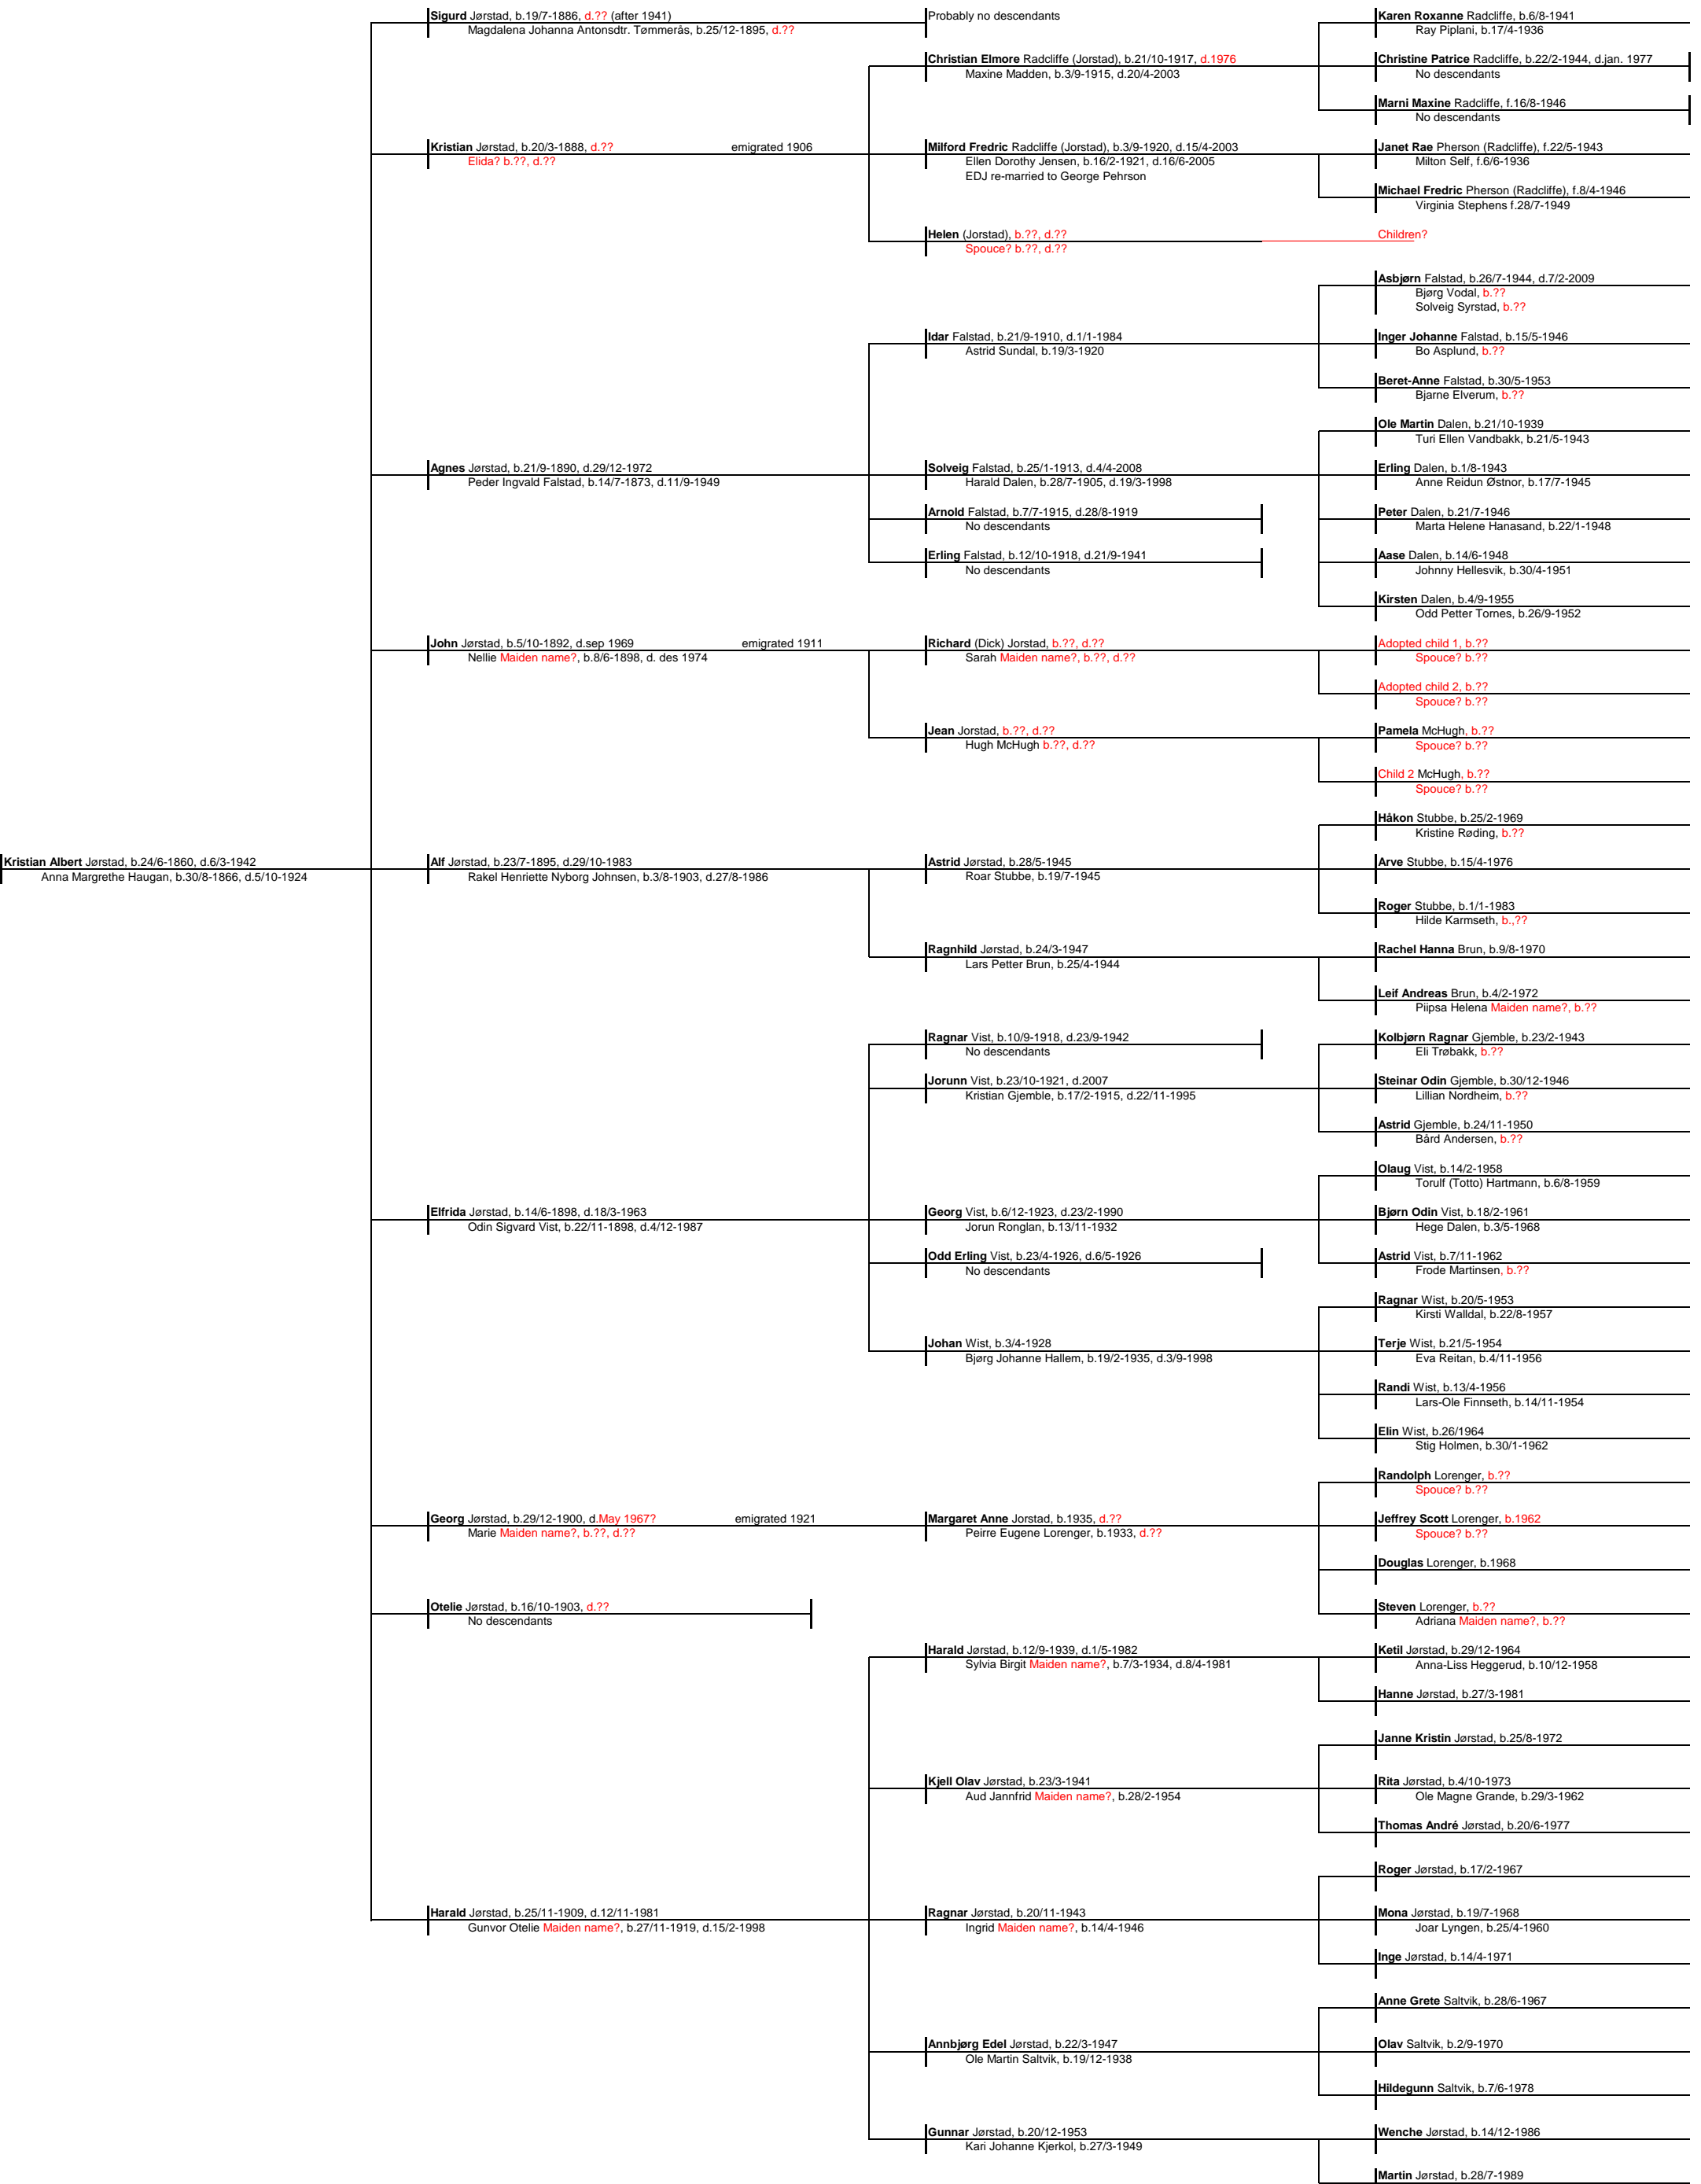 Sigurd Jørstad, b.19/7-1886, d.?? (after 1941)
Magdalena Johanna Antonsdtr. Tømmerås, b.25/12-1895, d.??
Probably no descendants
Karen Roxanne Radcliffe, b.6/8-1941
Ray Piplani, b.17/4-1936
Christian Elmore Radcliffe (Jorstad), b.21/10-1917, d.1976
Maxine Madden, b.3/9-1915, d.20/4-2003
Christine Patrice Radcliffe, b.22/2-1944, d.jan. 1977
No descendants
Marni Maxine Radcliffe, f.16/8-1946
No descendants
Kristian Jørstad, b.20/3-1888, d.??
emigrated 1906
Elida? b.??, d.??
Milford Fredric Radcliffe (Jorstad), b.3/9-1920, d.15/4-2003
Ellen Dorothy Jensen, b.16/2-1921, d.16/6-2005
EDJ re-married to George Pehrson
Janet Rae Pherson (Radcliffe), f.22/5-1943
Milton Self, f.6/6-1936
Michael Fredric Pherson (Radcliffe), f.8/4-1946
Virginia Stephens f.28/7-1949
Helen (Jorstad), b.??, d.??
Spouce? b.??, d.??
Children?
Asbjørn Falstad, b.26/7-1944, d.7/2-2009
Bjørg Vodal, b.??
Solveig Syrstad, b.??
Idar Falstad, b.21/9-1910, d.1/1-1984
Astrid Sundal, b.19/3-1920
Inger Johanne Falstad, b.15/5-1946
Bo Asplund, b.??
Beret-Anne Falstad, b.30/5-1953
Bjarne Elverum, b.??
Ole Martin Dalen, b.21/10-1939
Turi Ellen Vandbakk, b.21/5-1943
Agnes Jørstad, b.21/9-1890, d.29/12-1972
Peder Ingvald Falstad, b.14/7-1873, d.11/9-1949
Solveig Falstad, b.25/1-1913, d.4/4-2008
Harald Dalen, b.28/7-1905, d.19/3-1998
Erling Dalen, b.1/8-1943
Anne Reidun Østnor, b.17/7-1945
Arnold Falstad, b.7/7-1915, d.28/8-1919
No descendants
Peter Dalen, b.21/7-1946
Marta Helene Hanasand, b.22/1-1948
Erling Falstad, b.12/10-1918, d.21/9-1941
No descendants
Aase Dalen, b.14/6-1948
Johnny Hellesvik, b.30/4-1951
Kirsten Dalen, b.4/9-1955
Odd Petter Tornes, b.26/9-1952
John Jørstad, b.5/10-1892, d.sep 1969
emigrated 1911
Nellie Maiden name?, b.8/6-1898, d. des 1974
Richard (Dick) Jorstad, b.??, d.??
Sarah Maiden name?, b.??, d.??
Adopted child 1, b.??
Spouce? b.??
Adopted child 2, b.??
Spouce? b.??
Jean Jorstad, b.??, d.??
Hugh McHugh b.??, d.??
Pamela McHugh, b.??
Spouce? b.??
Child 2 McHugh, b.??
Spouce? b.??
Håkon Stubbe, b.25/2-1969
Kristine Røding, b.??
Kristian Albert Jørstad, b.24/6-1860, d.6/3-1942
Anna Margrethe Haugan, b.30/8-1866, d.5/10-1924
Alf Jørstad, b.23/7-1895, d.29/10-1983
Rakel Henriette Nyborg Johnsen, b.3/8-1903, d.27/8-1986
Astrid Jørstad, b.28/5-1945
Roar Stubbe, b.19/7-1945
Arve Stubbe, b.15/4-1976
Roger Stubbe, b.1/1-1983
Hilde Karmseth, b.,??
Ragnhild Jørstad, b.24/3-1947
Lars Petter Brun, b.25/4-1944
Rachel Hanna Brun, b.9/8-1970
Leif Andreas Brun, b.4/2-1972
Piipsa Helena Maiden name?, b.??
Ragnar Vist, b.10/9-1918, d.23/9-1942
No descendants
Kolbjørn Ragnar Gjemble, b.23/2-1943
Eli Trøbakk, b.??
Jorunn Vist, b.23/10-1921, d.2007
Kristian Gjemble, b.17/2-1915, d.22/11-1995
Steinar Odin Gjemble, b.30/12-1946
Lillian Nordheim, b.??
Astrid Gjemble, b.24/11-1950
Bård Andersen, b.??
Olaug Vist, b.14/2-1958
Torulf (Totto) Hartmann, b.6/8-1959
Elfrida Jørstad, b.14/6-1898, d.18/3-1963
Odin Sigvard Vist, b.22/11-1898, d.4/12-1987
Georg Vist, b.6/12-1923, d.23/2-1990
Jorun Ronglan, b.13/11-1932
Bjørn Odin Vist, b.18/2-1961
Hege Dalen, b.3/5-1968
Odd Erling Vist, b.23/4-1926, d.6/5-1926
No descendants
Astrid Vist, b.7/11-1962
Frode Martinsen, b.??
Ragnar Wist, b.20/5-1953
Kirsti Walldal, b.22/8-1957
Johan Wist, b.3/4-1928
Bjørg Johanne Hallem, b.19/2-1935, d.3/9-1998
Terje Wist, b.21/5-1954
Eva Reitan, b.4/11-1956
Randi Wist, b.13/4-1956
Lars-Ole Finnseth, b.14/11-1954
Elin Wist, b.26/1964
Stig Holmen, b.30/1-1962
Randolph Lorenger, b.??
Spouce? b.??
Georg Jørstad, b.29/12-1900, d.May 1967?
emigrated 1921
Marie Maiden name?, b.??, d.??
Margaret Anne Jorstad, b.1935, d.??
Peirre Eugene Lorenger, b.1933, d.??
Jeffrey Scott Lorenger, b.1962
Spouce? b.??
Douglas Lorenger, b.1968
Otelie Jørstad, b.16/10-1903, d.??
No descendants
Steven Lorenger, b.??
Adriana Maiden name?, b.??
Harald Jørstad, b.12/9-1939, d.1/5-1982
Sylvia Birgit Maiden name?, b.7/3-1934, d.8/4-1981
Ketil Jørstad, b.29/12-1964
Anna-Liss Heggerud, b.10/12-1958
Hanne Jørstad, b.27/3-1981
Janne Kristin Jørstad, b.25/8-1972
Kjell Olav Jørstad, b.23/3-1941
Aud Jannfrid Maiden name?, b.28/2-1954
Rita Jørstad, b.4/10-1973
Ole Magne Grande, b.29/3-1962
Thomas André Jørstad, b.20/6-1977
Roger Jørstad, b.17/2-1967
Harald Jørstad, b.25/11-1909, d.12/11-1981
Gunvor Otelie Maiden name?, b.27/11-1919, d.15/2-1998
Ragnar Jørstad, b.20/11-1943
Ingrid Maiden name?, b.14/4-1946
Mona Jørstad, b.19/7-1968
Joar Lyngen, b.25/4-1960
Inge Jørstad, b.14/4-1971
Anne Grete Saltvik, b.28/6-1967
Annbjørg Edel Jørstad, b.22/3-1947
Ole Martin Saltvik, b.19/12-1938
Olav Saltvik, b.2/9-1970
Hildegunn Saltvik, b.7/6-1978
Gunnar Jørstad, b.20/12-1953
Kari Johanne Kjerkol, b.27/3-1949
Wenche Jørstad, b.14/12-1986
Martin Jørstad, b.28/7-1989